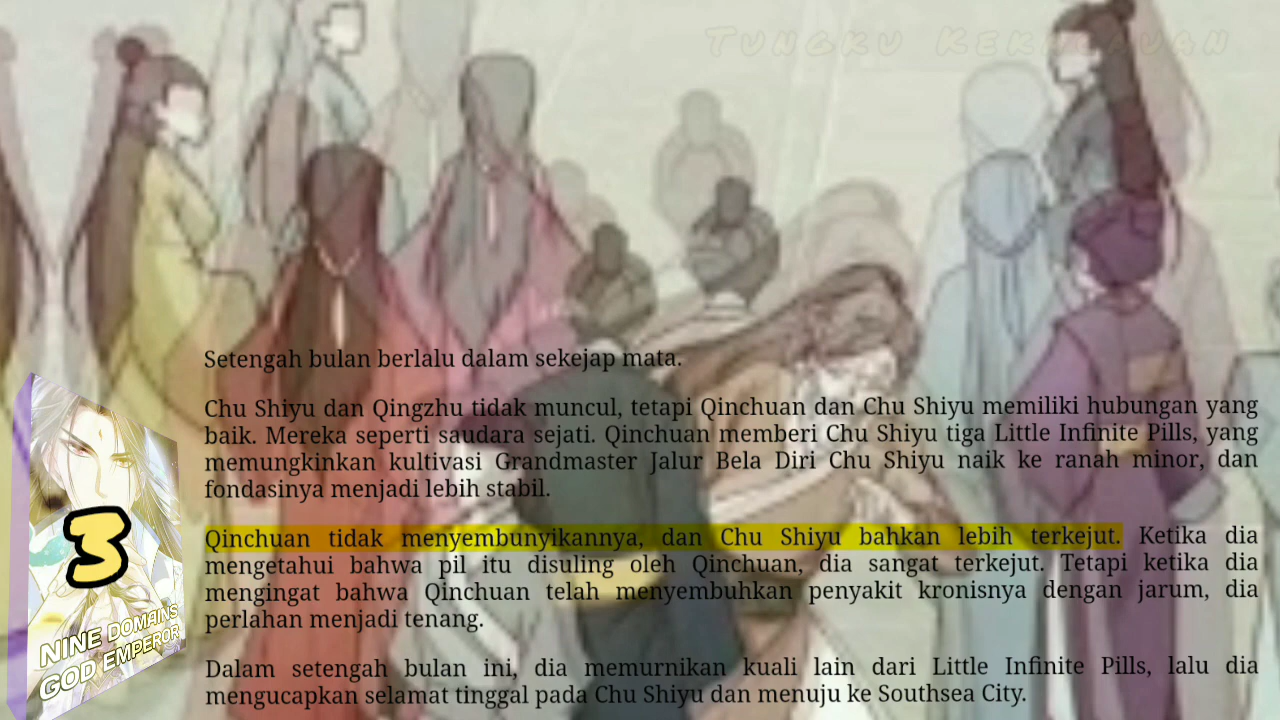 Setengah bulan berlalu dalam sekejap mata.
Chu Shiyu dan Qingzhu tidak muncul, tetapi Qinchuan dan Chu Shiyu memiliki hubungan yang
baik. Mereka seperti saudara sejati. Qinchuan memberi Chu Shiyu tiga Little Infinite Pills, yang
memungkinkan kultivasi Grandmaster Jalur Bela Diri Chu Shiyu naik ke ranah minor, dan
fondasinya menjadi lebih stabil.
Qinchuan tidak menyembunyikannya, dan Chu Shiyu bahkan lebih terkejut. Ketika dia
mengetahui bahwa pil itu disuling oleh Qinchuan, dia sangat terkejut. Tetapi ketika dia
mengingat bahwa Qinchuan telah menyembuhkan penyakit kronisnya dengan jarum, dia
perlahan menjadi tenang.
Dalam setengah bulan ini, dia memurnikan kuali lain dari Little Infinite Pills, lalu dia
mengucapkan selamat tinggal pada Chu Shiyu dan menuju ke Southsea City.
3
NINE DOMAINS
GOD EMPEROR
TUNGKU